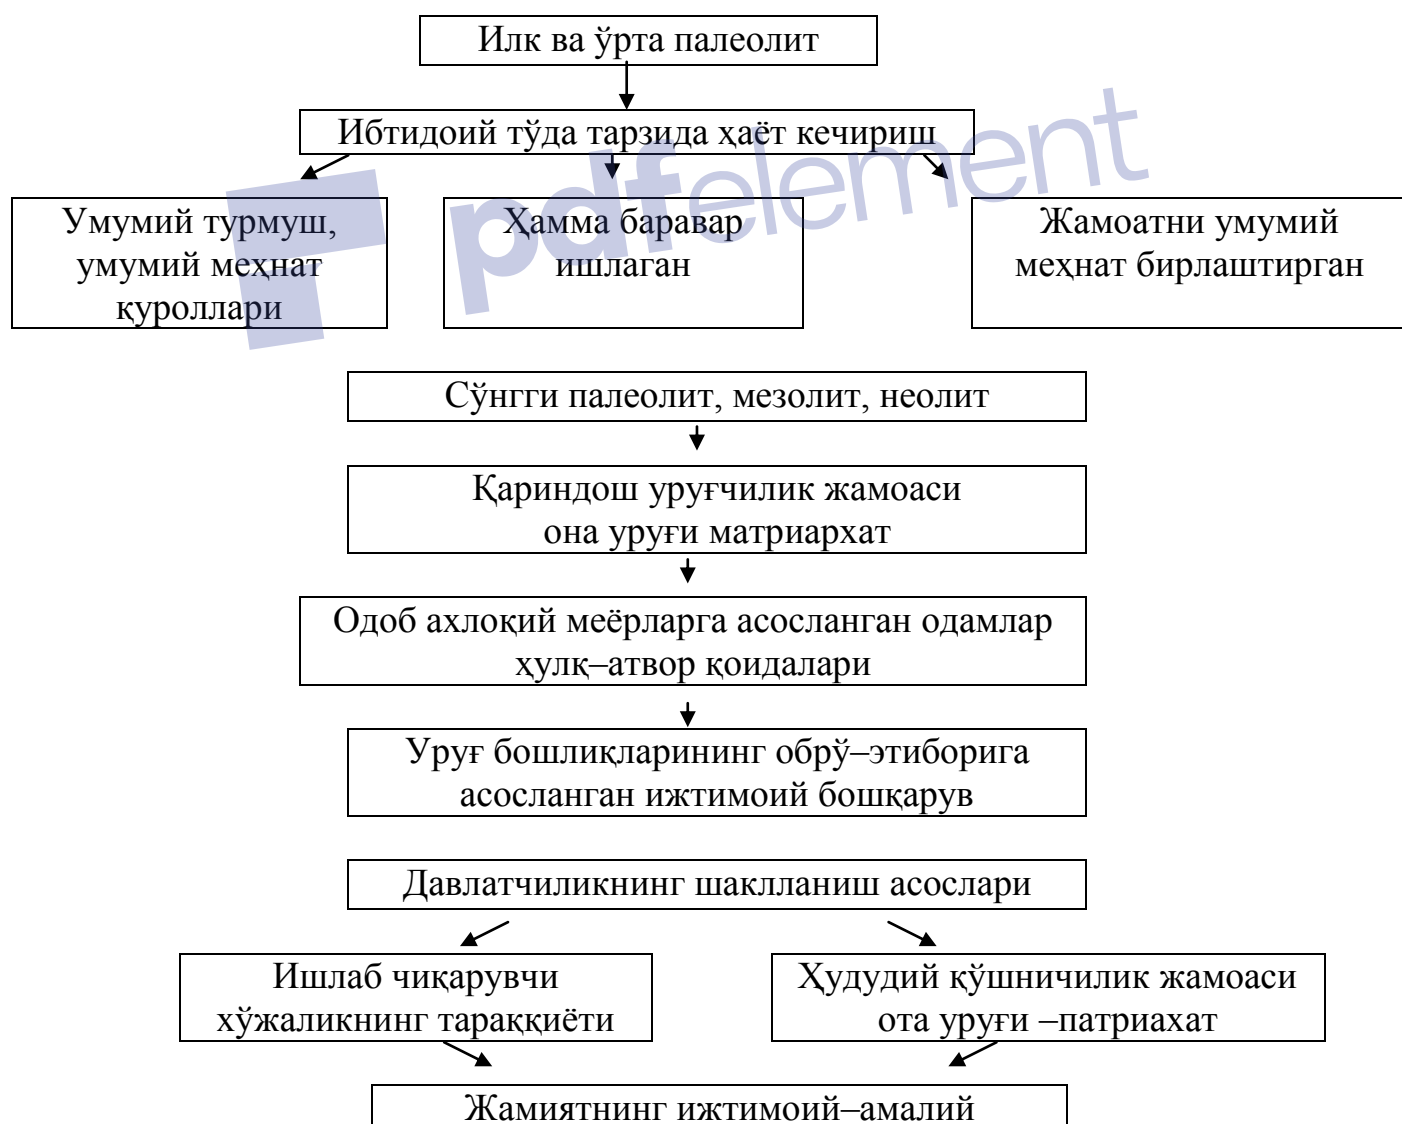 Илк ва ўрта палеолит
Ибтидоий тўда тарзида ҳаёт кечириш
Умумий турмуш,
умумий меҳнат
қуроллари
Ҳамма баравар
ишлаган
Жамоатни умумий
меҳнат бирлаштирган
pdfelement
Сўнгги палеолит, мезолит, неолит
Қариндош уруғчилик жамоаси
она уруғи матриархат
Одоб ахлоқий меёрларга асосланган одамлар
ҳулқ–атвор қоидалари
Уруғ бошлиқларининг обрў–этиборига
асосланган ижтимоий бошқарув
Давлатчиликнинг шаклланиш асослари
Ишлаб чиқарувчи
хўжаликнинг тараққиёти
Ҳудудий қўшничилик жамоаси
ота уруғи –патриахат
Жамиятнинг ижтимоий–амалий